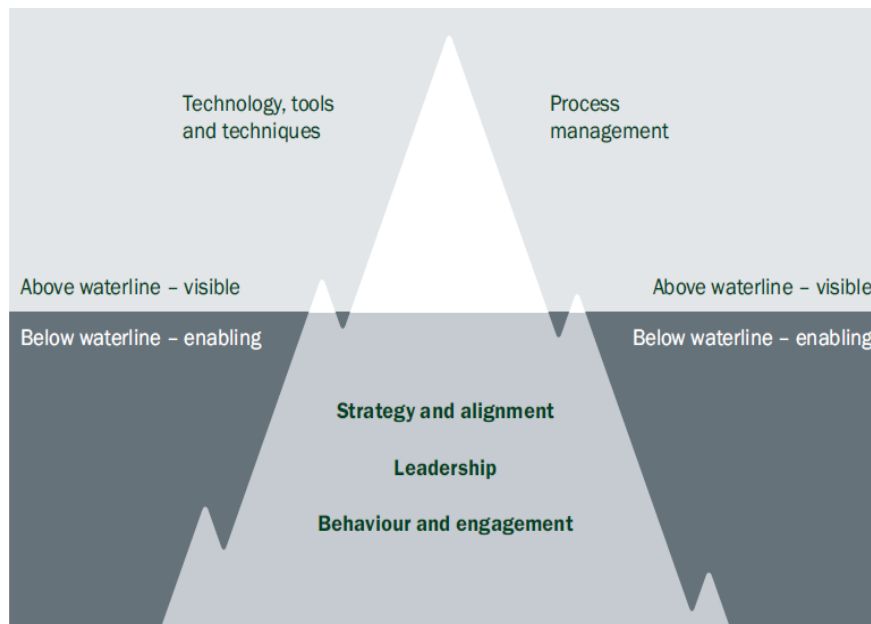 Technology, tools
and techniques
Process
management
Above waterline – visible
Above waterline – visible
Below waterline – enabling
Below waterline – enabling
Strategy and alignment
Leadership
Behaviour and engagement